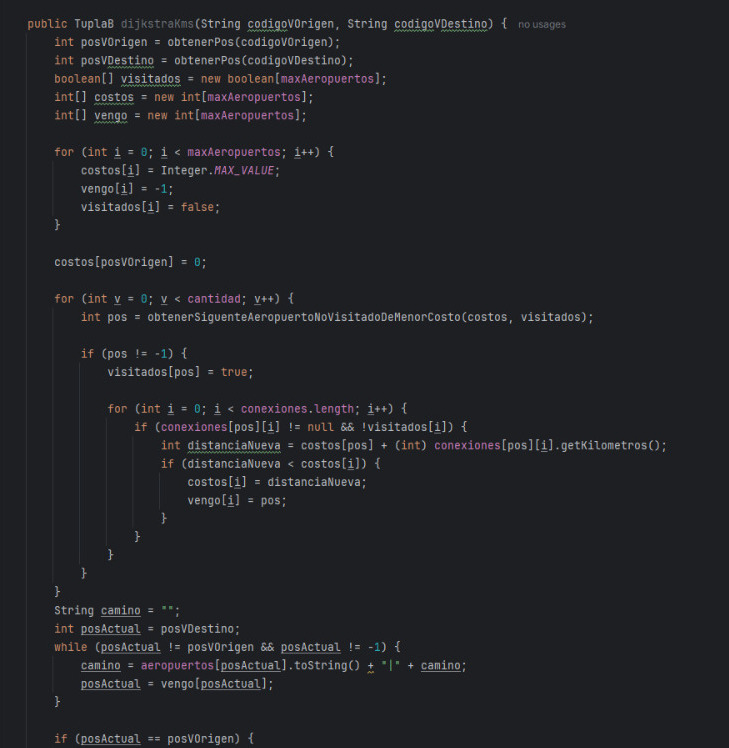 public TuplaB dijkstraKms(String codigoVOrigen, String codigoVDestino) { no usages
    int posVOrigen = obtenerPos(codigoVOrigen);
    int posVDestino = obtenerPos(codigoVDestino);
    boolean[] visitados = new boolean[maxAeropuertos];
    int[] costos = new int[maxAeropuertos];
    int[] vengo = new int[maxAeropuertos];

    for (int i = 0; i < maxAeropuertos; i++) {
        costos[i] = Integer.MAX_VALUE;
        vengo[i] = -1;
        visitados[i] = false;
    }

    costos[posVOrigen] = 0;

    for (int v = 0; v < cantidad; v++) {
        int pos = obtenerSiguenteAeropuertoNoVisitadoDeMenorCosto(costos, visitados);

        if (pos != -1) {
            visitados[pos] = true;

            for (int i = 0; i < conexiones.length; i++) {
                if (conexiones[pos][i] != null && !visitados[i]) {
                    int distanciaNueva = costos[pos] + (int) conexiones[pos][i].getKilometros();
                    if (distanciaNueva < costos[i]) {
                        costos[i] = distanciaNueva;
                        vengo[i] = pos;
                    }
                }
            }
        }
    }
    String camino = "";
    int posActual = posVDestino;
    while (posActual != posVOrigen && posActual != -1) {
        camino = aeropuertos[posActual].toString() + "|" + camino;
        posActual = vengo[posActual];
    }

    if (posActual == posVOrigen) {